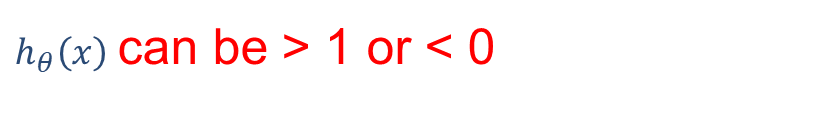 hθ(x) can be > 1 or < 0